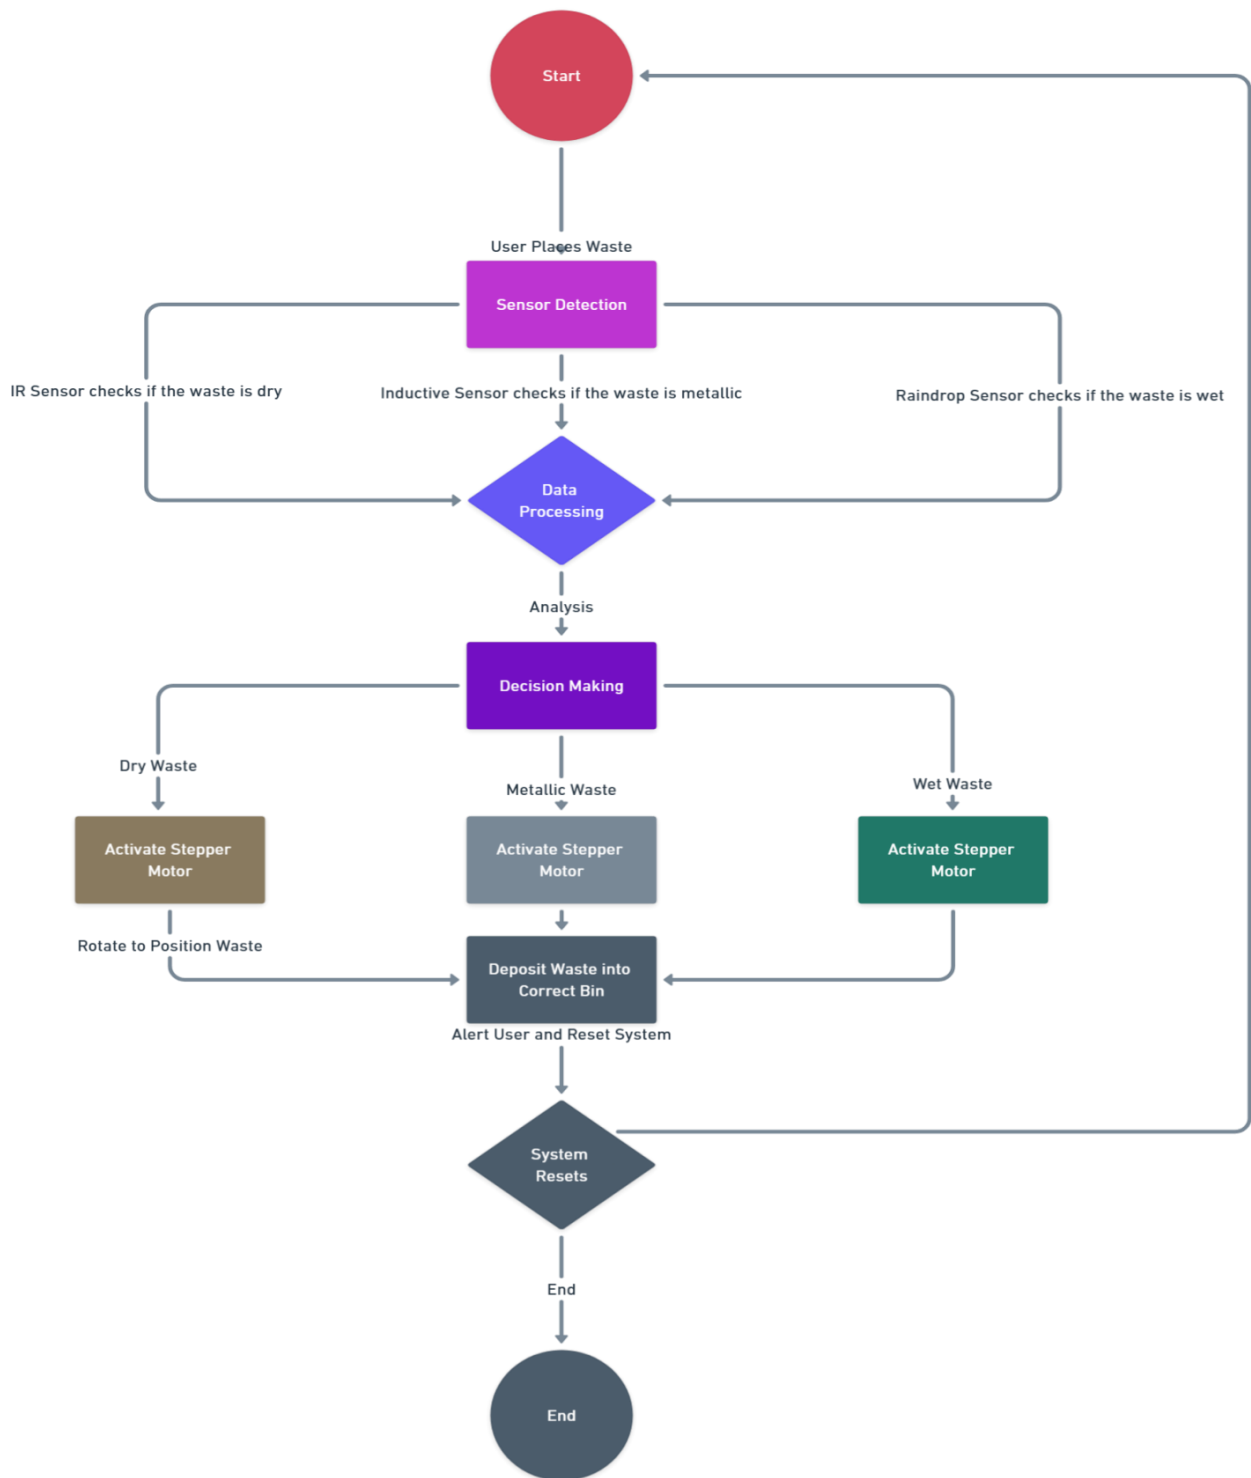 Start
User Places Waste
Sensor Detection
IR Sensor checks if the waste is dry
Inductive Sensor checks if the waste is metallic
Raindrop Sensor checks if the waste is wet
Data
Processing
Analysis
Decision Making
Dry Waste
Metallic Waste
Wet Waste
Activate Stepper
Motor
Activate Stepper
Motor
Activate Stepper
Motor
Rotate to Position Waste
Deposit Waste into
Correct Bin
Alert User and Reset System
System
Resets
End
End